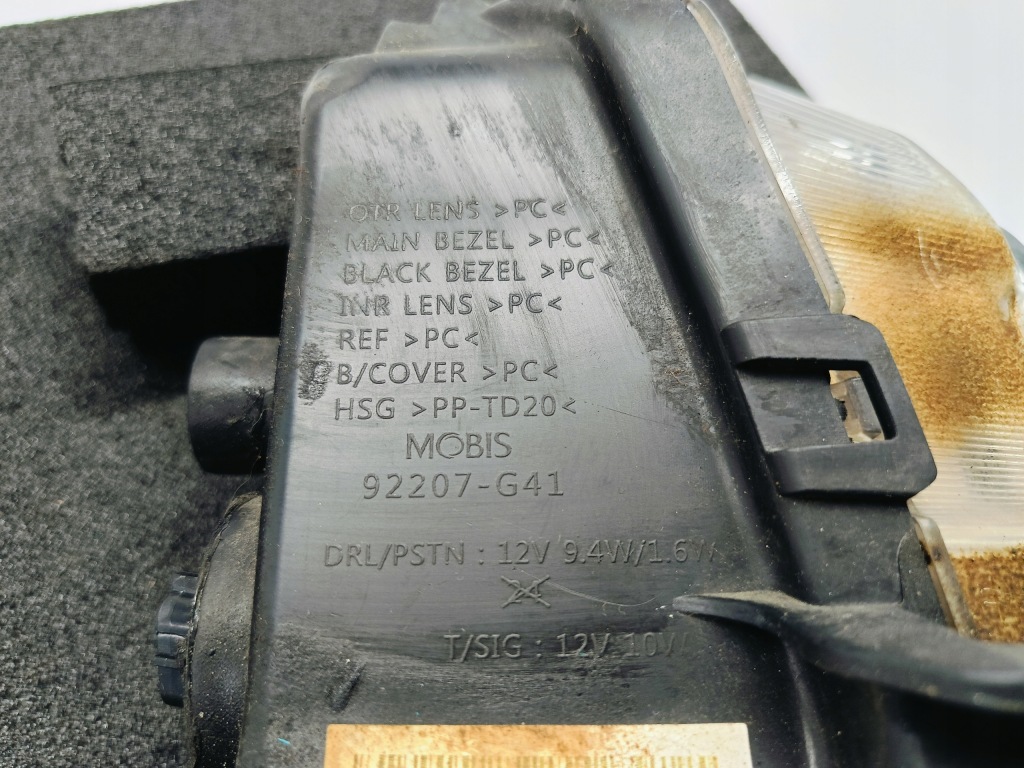 OTR LENS >PC<
MAIN BEZEL >PC<
BLACK BEZEL >PC<
INR LENS >PC<
REF >PC<
B/COVER >PC<
HSG >PP-TD20<
MOBIS
92207-G41
DRL/PSTN : 12V 9.4W/1.6W
T/SIG : 12V 10W